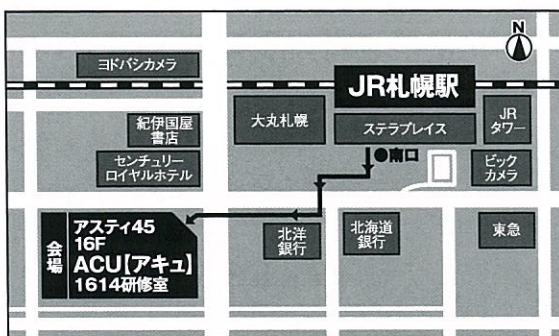 N
ヨドバシカメラ
JR札幌駅
紀伊国屋
書店
大丸札幌
ステラプレイス
JR
タワー
●南口
センチュリー
ロイヤルホテル
ビック
カメラ
会場
アスティ45
16F
ACU【アキュ】
1614研修室
北洋
銀行
北海道
銀行
東急